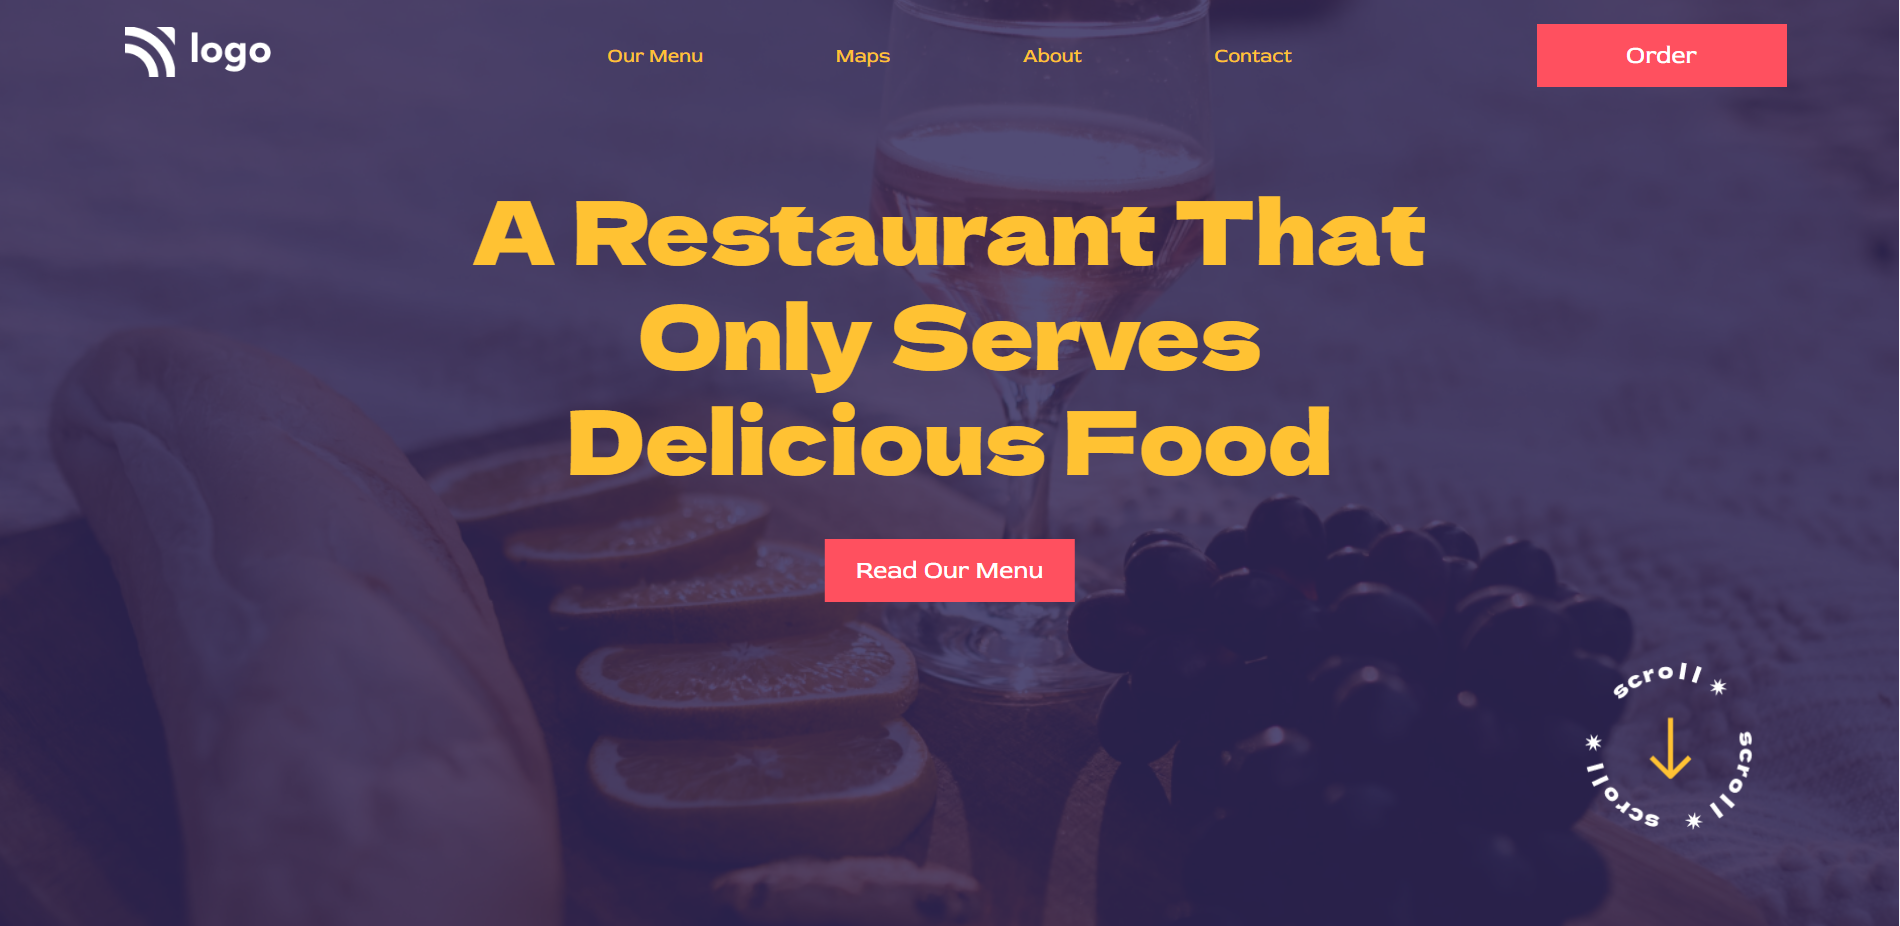 logo
Our Menu
Maps
About
Contact
Order
A Restaurant That
Only Serves
Delicious Food
Read Our Menu
scroll
scroll
scroll